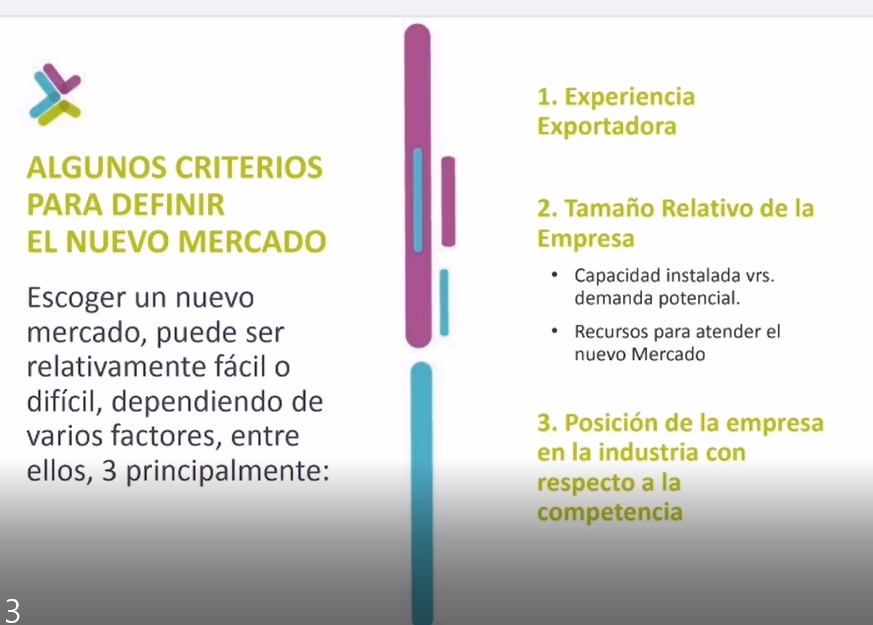 ALGUNOS CRITERIOS
PARA DEFINIR
EL NUEVO MERCADO
Escoger un nuevo
mercado, puede ser
relativamente fácil o
difícil, dependiendo de
varios factores, entre
ellos, 3 principalmente:
1. Experiencia
Exportadora
2. Tamaño Relativo de la
Empresa
• Capacidad instalada vrs.
demanda potencial.
• Recursos para atender el
nuevo Mercado
3. Posición de la empresa
en la industria con
respecto a la
competencia
3